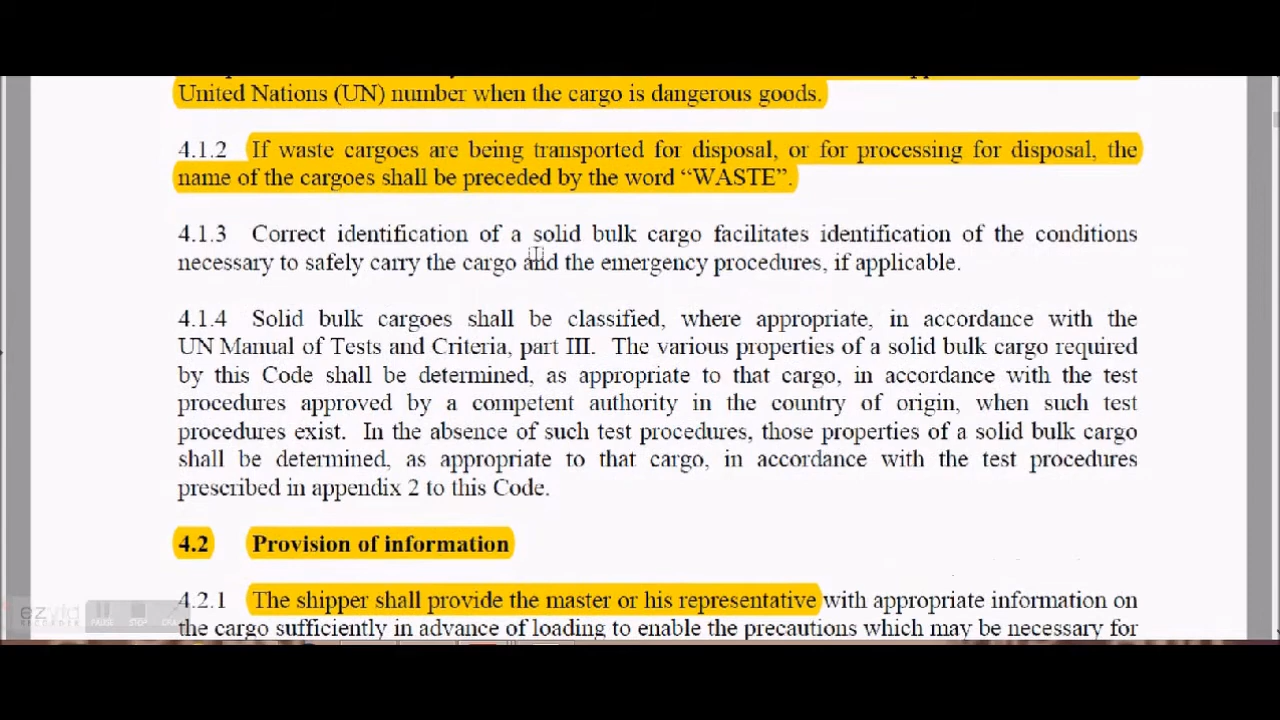 United Nations (UN) number when the cargo is dangerous goods.
4.1.2 If waste cargoes are being transported for disposal, or for processing for disposal, the
name of the cargoes shall be preceded by the word “WASTE”.
4.1.3 Correct identification of a solid bulk cargo facilitates identification of the conditions
necessary to safely carry the cargo and the emergency procedures, if applicable.
4.1.4 Solid bulk cargoes shall be classified, where appropriate, in accordance with the
UN Manual of Tests and Criteria, part III. The various properties of a solid bulk cargo required
by this Code shall be determined, as appropriate to that cargo, in accordance with the test
procedures approved by a competent authority in the country of origin, when such test
procedures exist. In the absence of such test procedures, those properties of a solid bulk cargo
shall be determined, as appropriate to that cargo, in accordance with the test procedures
prescribed in appendix 2 to this Code.
4.2 Provision of information
4.2.1 The shipper shall provide the master or his representative with appropriate information on
the cargo sufficiently in advance of loading to enable the precautions which may be necessary for
ezvid
RECORDER
PAUSE STOP